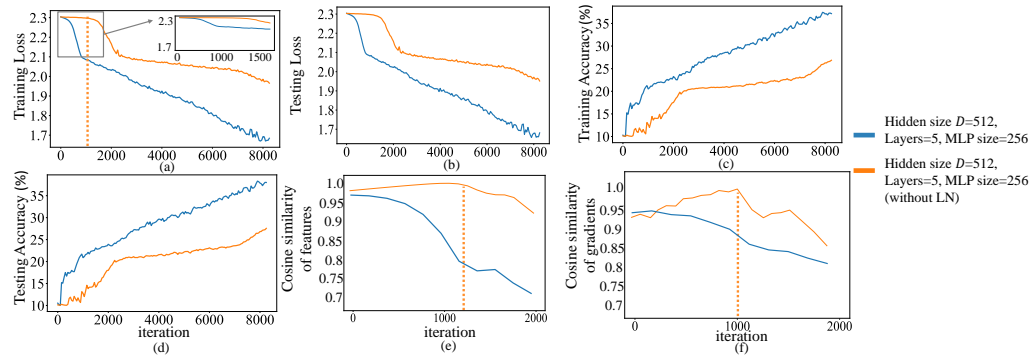 Training Loss
2.3
2.2
2.1
2.0
1.9
1.8
1.7
0 2000 4000 6000 8000
(a)
2.3
1.7
0 1000 1500
Testing Loss
2.3
2.2
2.1
2.0
1.9
1.8
1.7
0 2000 4000 6000 8000
(b)
Training Accuracy (%)
35
30
25
20
15
10
0 2000 4000 6000 8000
(c)
Hidden size D=512,
Layers=5, MLP size=256
Hidden size D=512,
Layers=5, MLP size=256
(without LN)
Testing Accuracy (%)
35
30
25
20
15
10
0 2000 4000 6000 8000
iteration
(d)
Cosine similarity
of features
1.0
0.95
0.9
0.85
0.8
0.75
0.7
0 1000 2000
iteration
(e)
Cosine similarity
of gradients
1.0
0.95
0.9
0.85
0.8
0.75
0.7
0 1000 2000
iteration
(f)